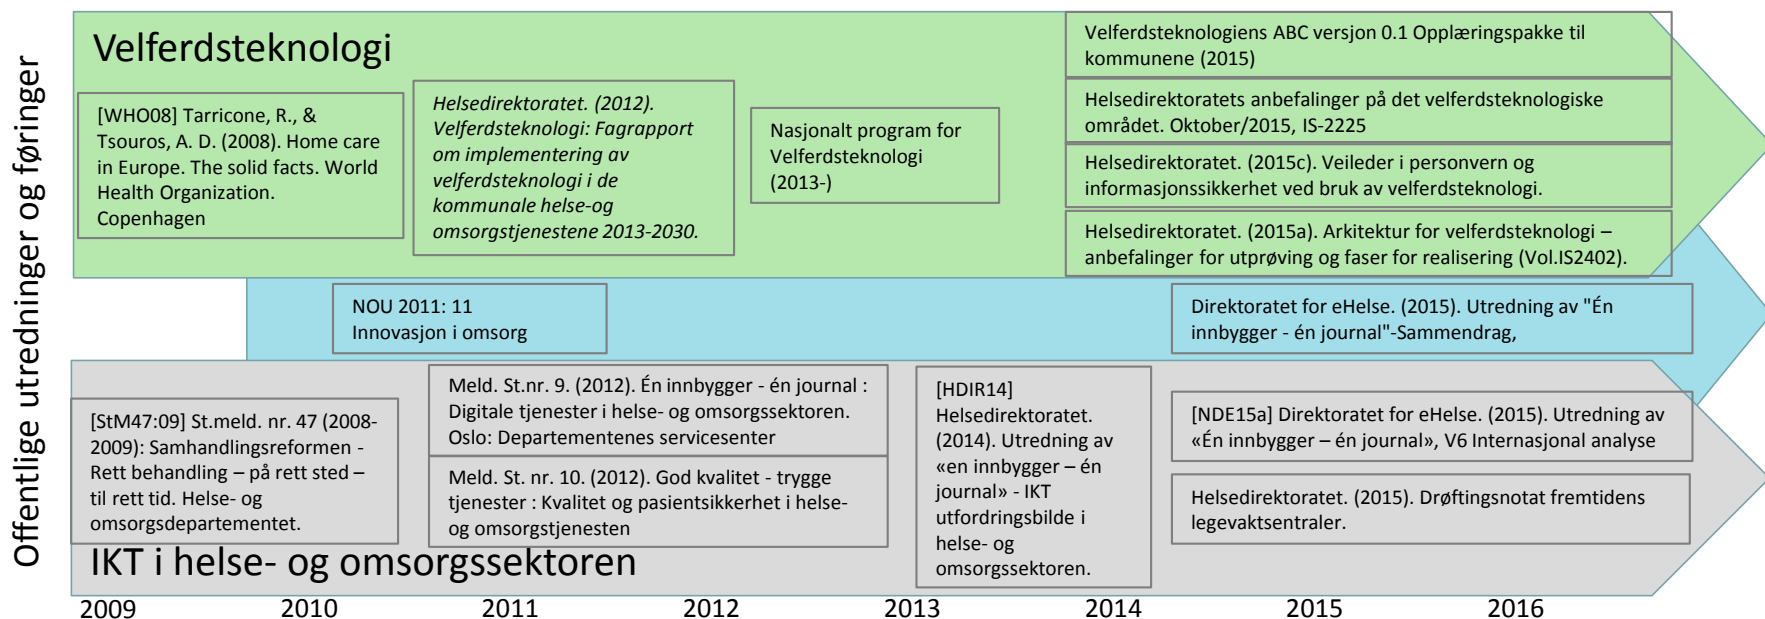 Offentlige utredninger og føringer
Velferdsteknologi
[WHO08] Tarricone, R., &
Tsouros, A. D. (2008). Home care
in Europe. The solid facts. World
Health Organization.
Copenhagen
Helsedirektoratet. (2012).
Velferdsteknologi: Fagrapport
om implementering av
velferdsteknologi i de
kommunale helse-og
omsorgstjenestene 2013-2030.
Nasjonalt program for
Velferdsteknologi
(2013-)
Velferdsteknologiens ABC versjon 0.1 Opplæringspakke til
kommunene (2015)
Helsedirektoratets anbefalinger på det velferdsteknologiske
området. Oktober/2015, IS-2225
Helsedirektoratet. (2015c). Veileder i personvern og
informasjonssikkerhet ved bruk av velferdsteknologi.
Helsedirektoratet. (2015a). Arkitektur for velferdsteknologi –
anbefalinger for utprøving og faser for realisering (Vol.IS2402).
NOU 2011: 11
Innovasjon i omsorg
Direktoratet for eHelse. (2015). Utredning av "Én
innbygger - én journal"-Sammendrag,
[StM47:09] St.meld. nr. 47 (2008-
2009): Samhandlingsreformen -
Rett behandling – på rett sted –
til rett tid. Helse- og
omsorgsdepartementet.
Meld. St.nr. 9. (2012). Én innbygger - én journal :
Digitale tjenester i helse- og omsorgssektoren.
Oslo: Departementenes servicesenter
Meld. St. nr. 10. (2012). God kvalitet - trygge
tjenester : Kvalitet og pasientsikkerhet i helse-
og omsorgstjenesten
[HDIR14]
Helsedirektoratet.
(2014). Utredning av
«en innbygger – én
journal» - IKT
utfordringsbilde i
helse- og
omsorgssektoren.
[NDE15a] Direktoratet for eHelse. (2015). Utredning av
«Én innbygger – én journal», V6 Internasjonal analyse
Helsedirektoratet. (2015). Drøftingsnotat fremtidens
legevaktsentraler.
IKT i helse- og omsorgssektoren
2009 2010 2011 2012 2013 2014 2015 2016